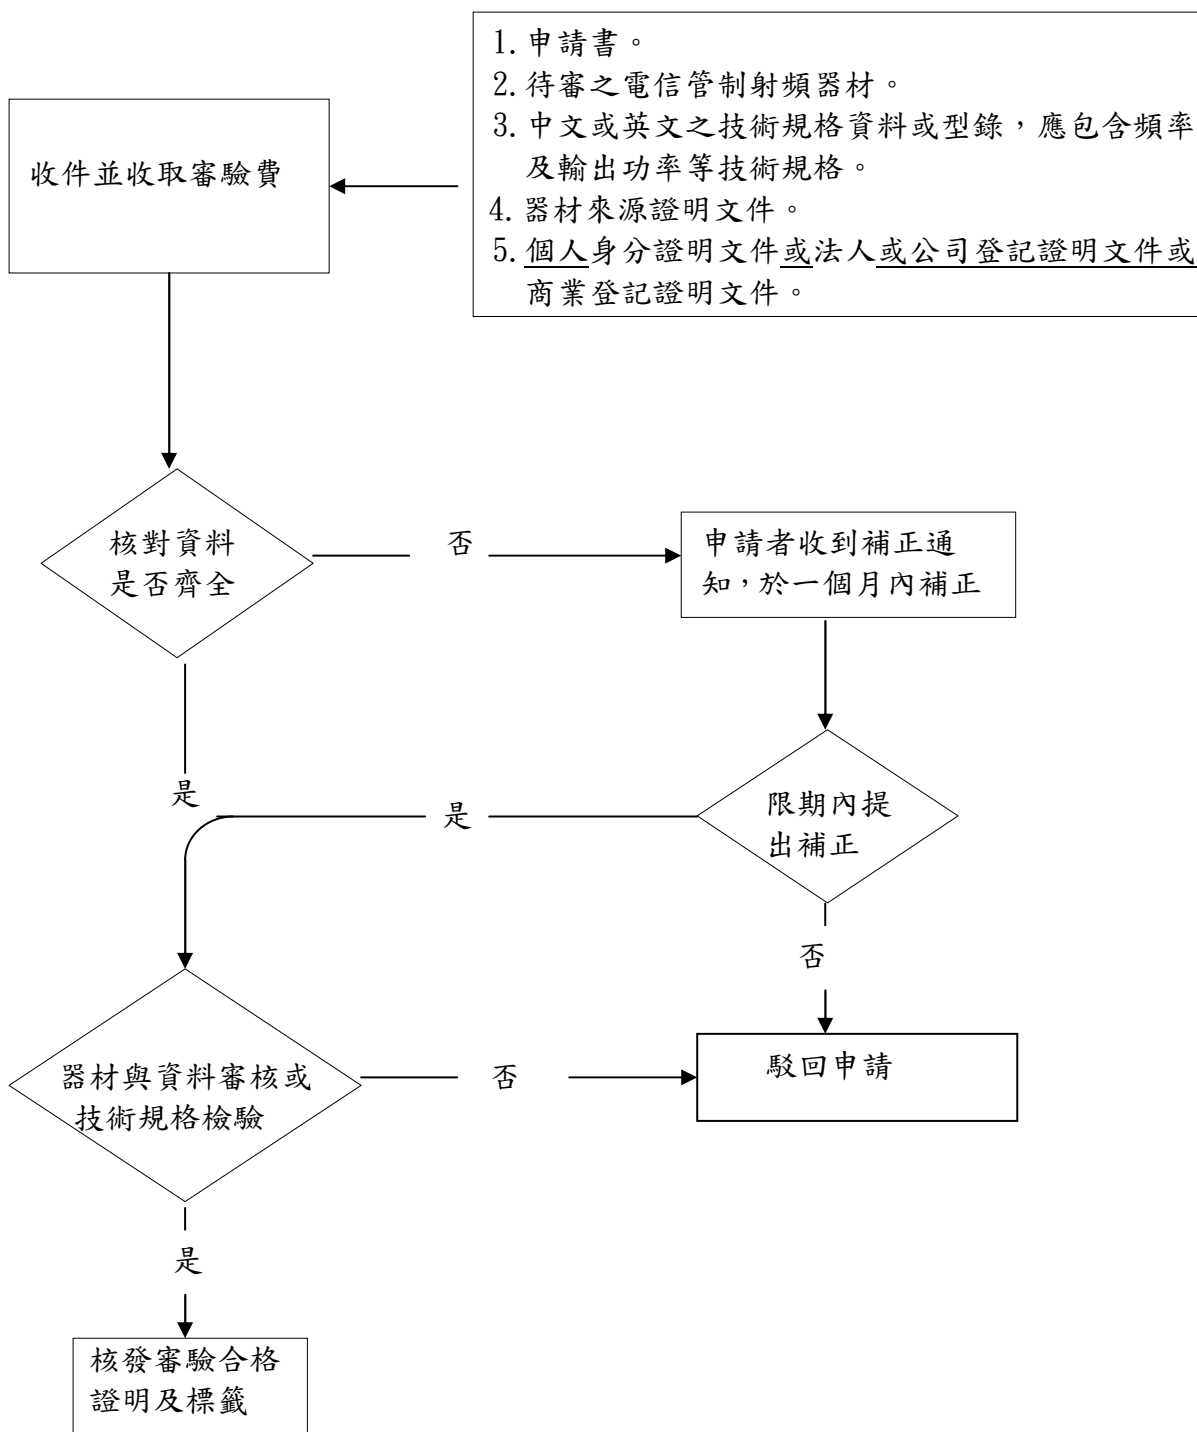 1.申請書。
2.待審之電信管制射頻器材。
3.中文或英文之技術規格資料或型錄，應包含頻率
及輸出功率等技術規格。
4.器材來源證明文件。
5.個人身分證明文件或法人或公司登記證明文件或
商業登記證明文件。
收件並收取審驗費
核對資料
是否齊全
否
申請者收到補正通
知，於一個月內補正
是
是
限期內提
出補正
否
器材與資料審核或
技術規格檢驗
否
駁回申請
是
核發審驗合格
證明及標籤